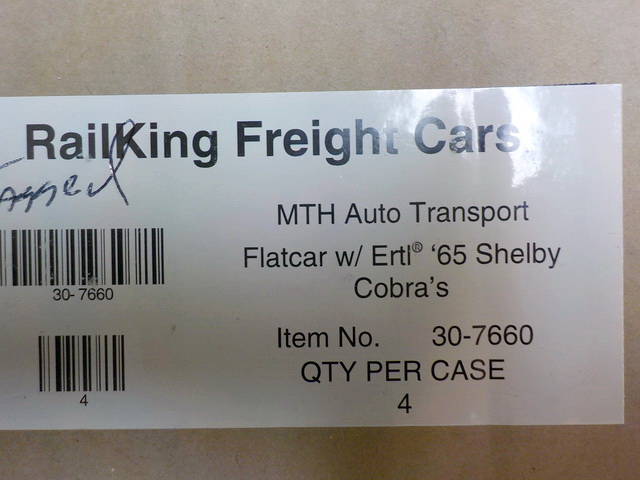 RailKing Freight Cars
Tagged
MTH Auto Transport
Flatcar w/ Ertl® '65 Shelby
Cobra's
30-7660
Item No. 30-7660
QTY PER CASE
4
4